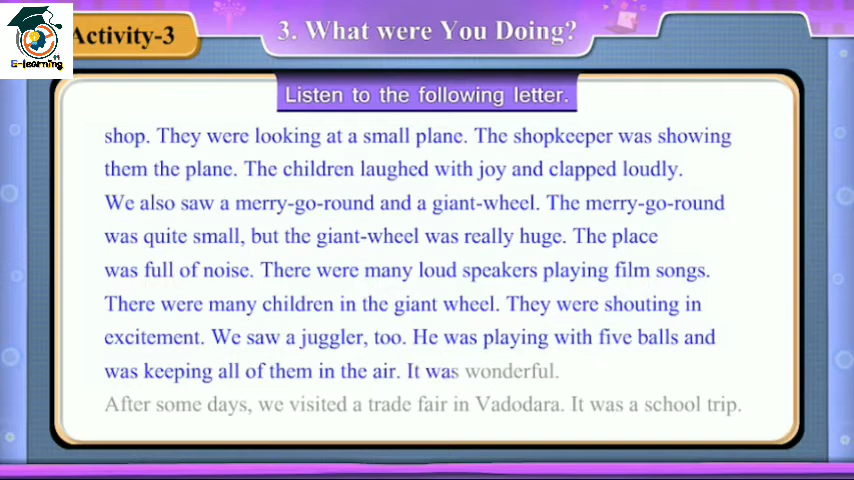 Activity-3
3. What were You Doing?
E-learning
Listen to the following letter.
shop. They were looking at a small plane. The shopkeeper was showing
them the plane. The children laughed with joy and clapped loudly.
We also saw a merry-go-round and a giant-wheel. The merry-go-round
was quite small, but the giant-wheel was really huge. The place
was full of noise. There were many loud speakers playing film songs.
There were many children in the giant wheel. They were shouting in
excitement. We saw a juggler, too. He was playing with five balls and
was keeping all of them in the air. It was wonderful.
After some days, we visited a trade fair in Vadodara. It was a school trip.